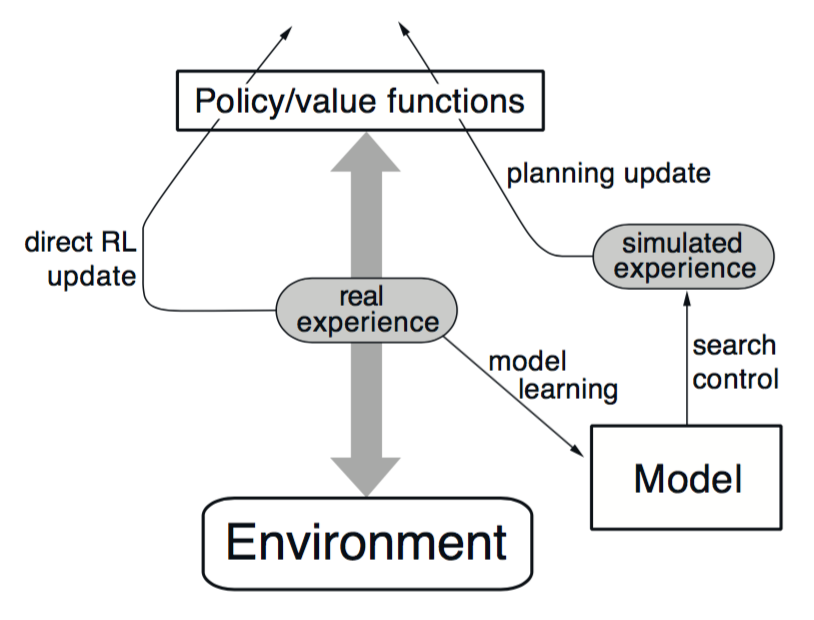 Policy/value functions
planning update
direct RL
update
simulated
experience
real
experience
model
learning
search
control
Model
Environment